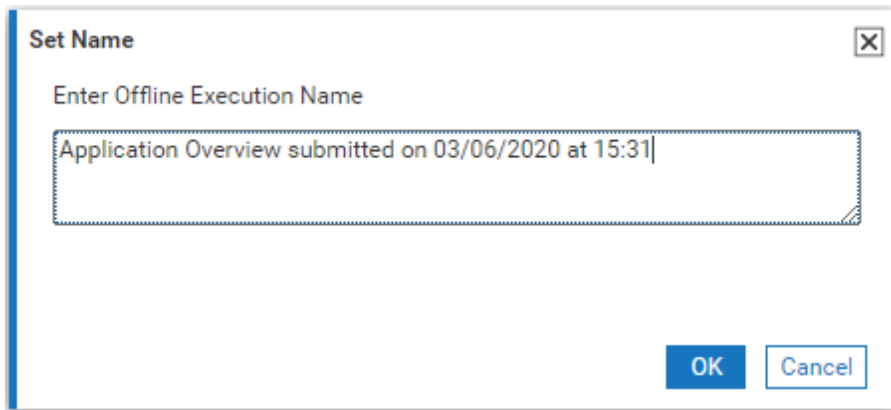 Set Name
Enter Offline Execution Name
Application Overview submitted on 03/06/2020 at 15:31
OK Cancel